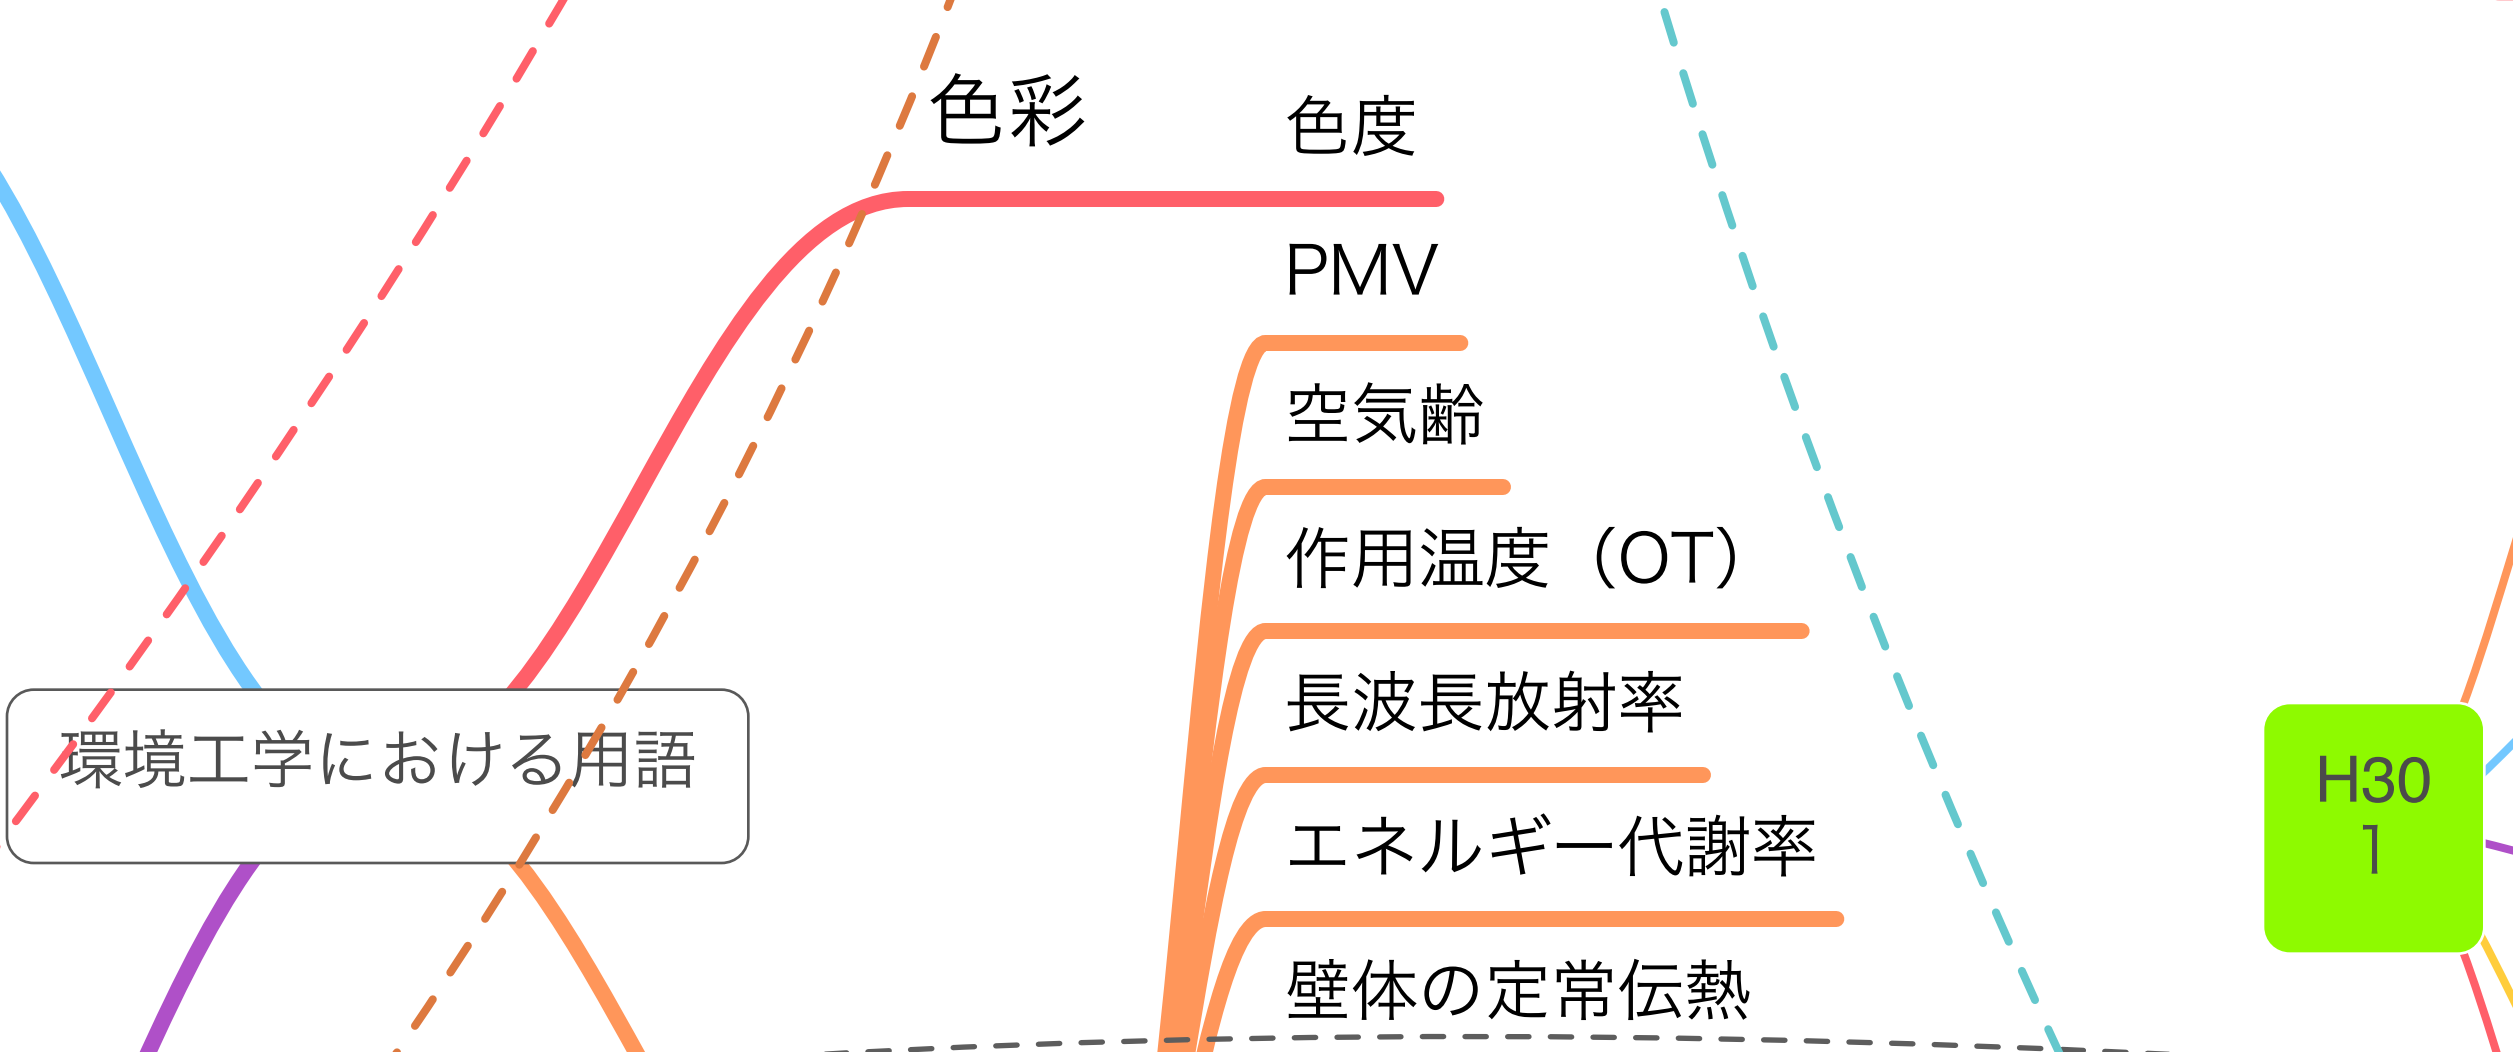 色彩
色度
PMV
空気齢
作用温度（OT）
長波長放射率
環境工学における用語
エネルギー代謝率
H30
1
壁体の定常伝熱